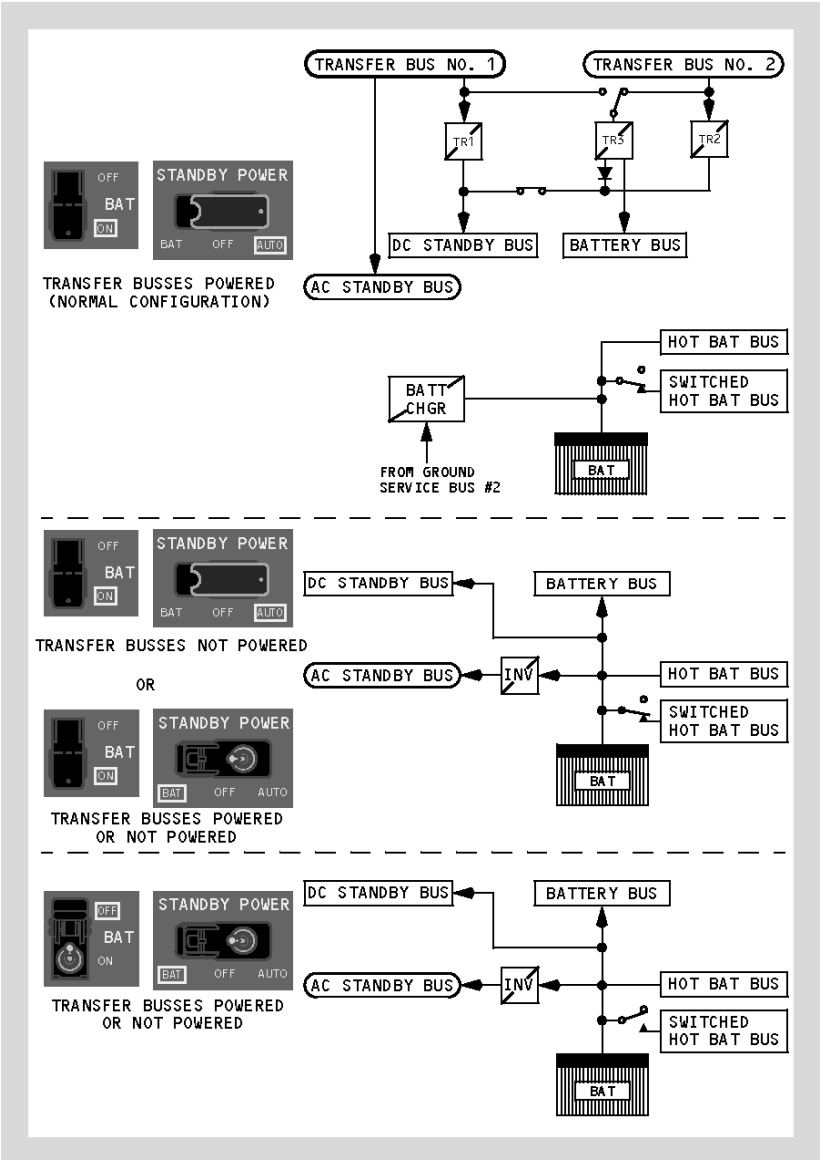 TRANSFER BUS NO. 1
TRANSFER BUS NO. 2
TR1
TR3
TR2
OFF
BAT
ON
STANDBY POWER
BAT OFF AUTO
DC STANDBY BUS
BATTERY BUS
TRANSFER BUSSES POWERED
(NORMAL CONFIGURATION)
AC STANDBY BUS
HOT BAT BUS
SWITCHED
HOT BAT BUS
BATT
CHGR
BAT
FROM GROUND
SERVICE BUS #2
OFF
BAT
ON
STANDBY POWER
BAT OFF AUTO
DC STANDBY BUS
BATTERY BUS
TRANSFER BUSSES NOT POWERED
OR
AC STANDBY BUS
INV
HOT BAT BUS
SWITCHED
HOT BAT BUS
OFF
BAT
ON
STANDBY POWER
BAT OFF AUTO
BAT
TRANSFER BUSSES POWERED
OR NOT POWERED
OFF
BAT
ON
STANDBY POWER
BAT OFF AUTO
DC STANDBY BUS
BATTERY BUS
AC STANDBY BUS
INV
HOT BAT BUS
SWITCHED
HOT BAT BUS
TRANSFER BUSSES POWERED
OR NOT POWERED
BAT